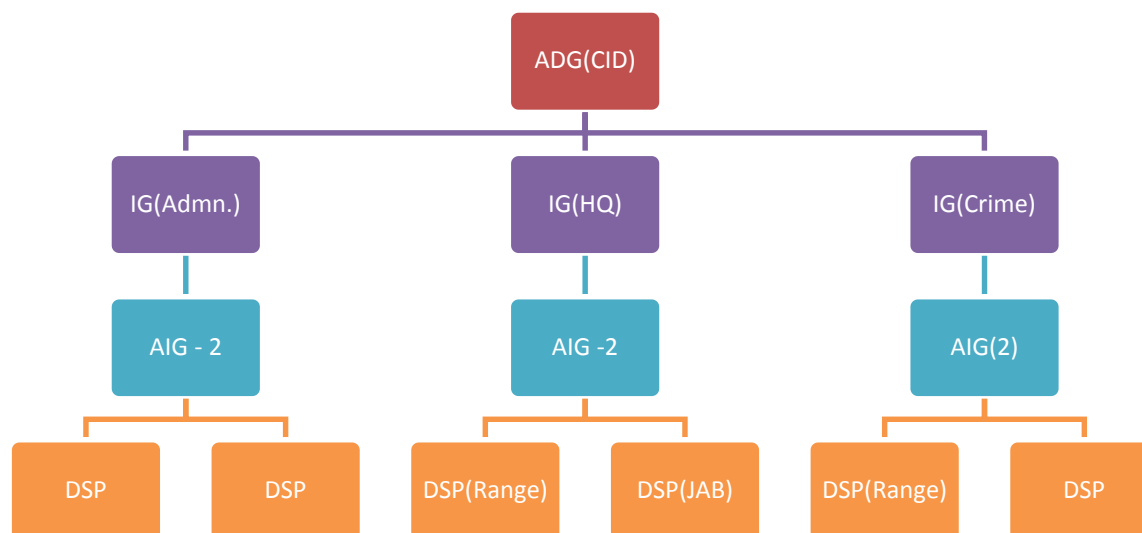 ADG(CID)
IG(Admn.)
IG(HQ)
IG(Crime)
AIG - 2
AIG -2
AIG(2)
DSP
DSP
DSP(Range)
DSP(JAB)
DSP(Range)
DSP